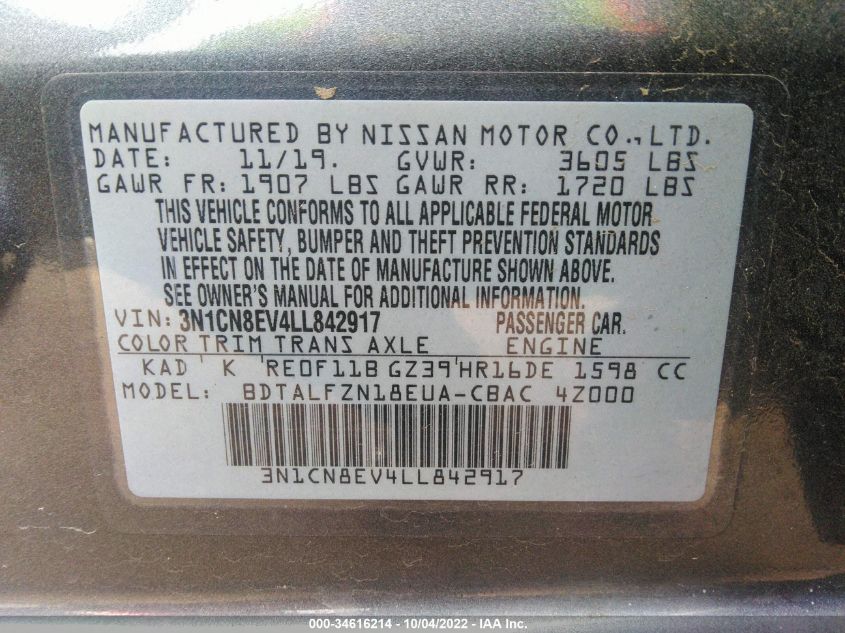 MANUFACTURED BY NISSAN MOTOR CO., LTD.
DATE: 11/19. GVWR: 3605 LBS
GAWR FR: 1907 LBS GAWR RR: 1720 LBS
THIS VEHICLE CONFORMS TO ALL APPLICABLE FEDERAL MOTOR
VEHICLE SAFETY, BUMPER AND THEFT PREVENTION STANDARDS
IN EFFECT ON THE DATE OF MANUFACTURE SHOWN ABOVE.
SEE OWNER'S MANUAL FOR ADDITIONAL INFORMATION.
VIN: 3N1CN8EV4LL842917 PASSENGER CAR.
COLOR TRIM TRANS AXLE ENGINE
KAD K RE0F11B GZ39 HR16DE 1598 CC
MODEL: BDTALFZN18EUA-CBAC 4Z000
3N1CN8EV4LL842917
000-34616214 - 10/04/2022 - IAA Inc.